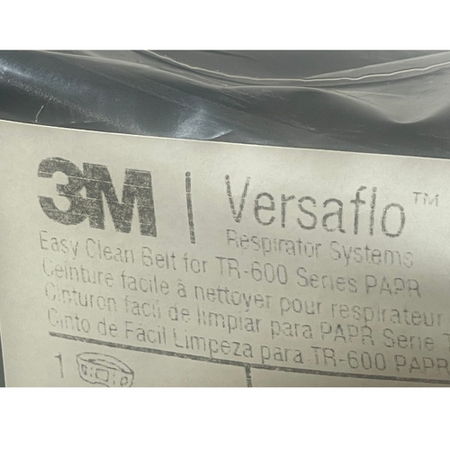 3M | Versaflo™
Respirator Systems
Easy Clean Belt for TR-600 Series PAPR
Ceinture facile à nettoyer pour respirateur
Cinturon facil de limpiar para PAPR Serie
Cinto de Fácil Limpeza para TR-600 PAPR
1